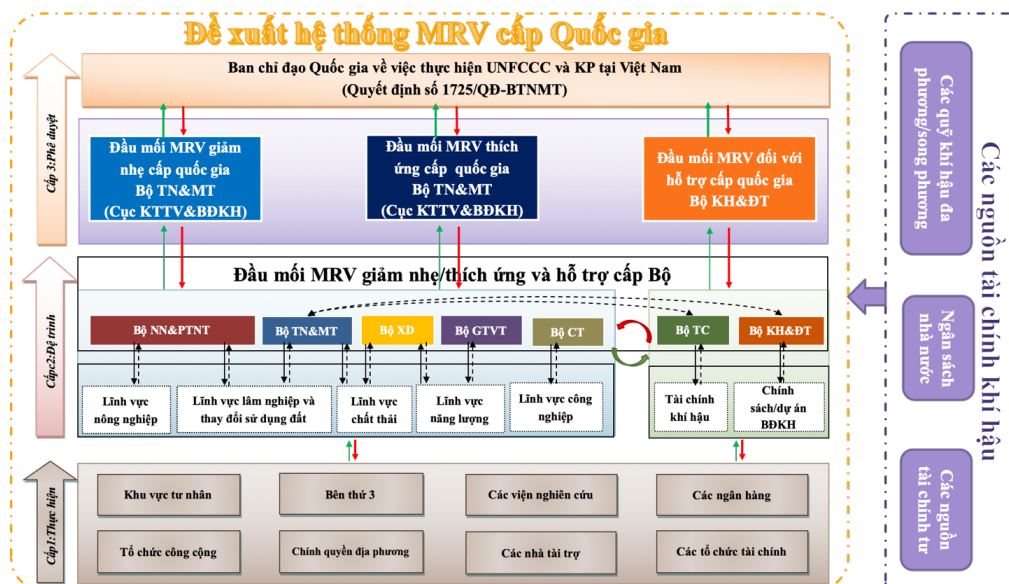 Đề xuất hệ thống MRV cấp Quốc gia
Ban chỉ đạo Quốc gia về việc thực hiện UNFCCC và KP tại Việt Nam
(Quyết định số 1725/QĐ-BTNMT)
Cấp 3:Phê duyệt
Đầu mối MRV giảm
nhẹ cấp quốc gia
Bộ TN&MT
(Cục KTTV&BĐKH)
Đầu mối MRV thích
ứng cấp quốc gia
Bộ TN&MT
(Cục KTTV&BĐKH)
Đầu mối MRV đối với
hỗ trợ cấp quốc gia
Bộ KH&ĐT
Cấpc2:Đệ trình
Đầu mối MRV giảm nhẹ/thích ứng và hỗ trợ cấp Bộ
Bộ NN&PTNT
Bộ TN&MT
Bộ XD
Bộ GTVT
Bộ CT
Bộ TC
Bộ KH&ĐT
Lĩnh vực
nông nghiệp
Lĩnh vực lâm nghiệp và
thay đổi sử dụng đất
Lĩnh vực
chất thải
Lĩnh vực
năng lượng
Lĩnh vực công
nghiệp
Tài chính
khí hậu
Chính
sách/dự án
BĐKH
Cấp1:Thực hiện
Khu vực tư nhân
Bên thứ 3
Các viện nghiên cứu
Các ngân hàng
Tổ chức công cộng
Chính quyền địa phương
Các nhà tài trợ
Các tổ chức tài chính
Các nguồn tài chính khí hậu
Các quỹ khí hậu đa
phương/song phương
Ngân sách
nhà nước
Các nguồn
tài chính tư